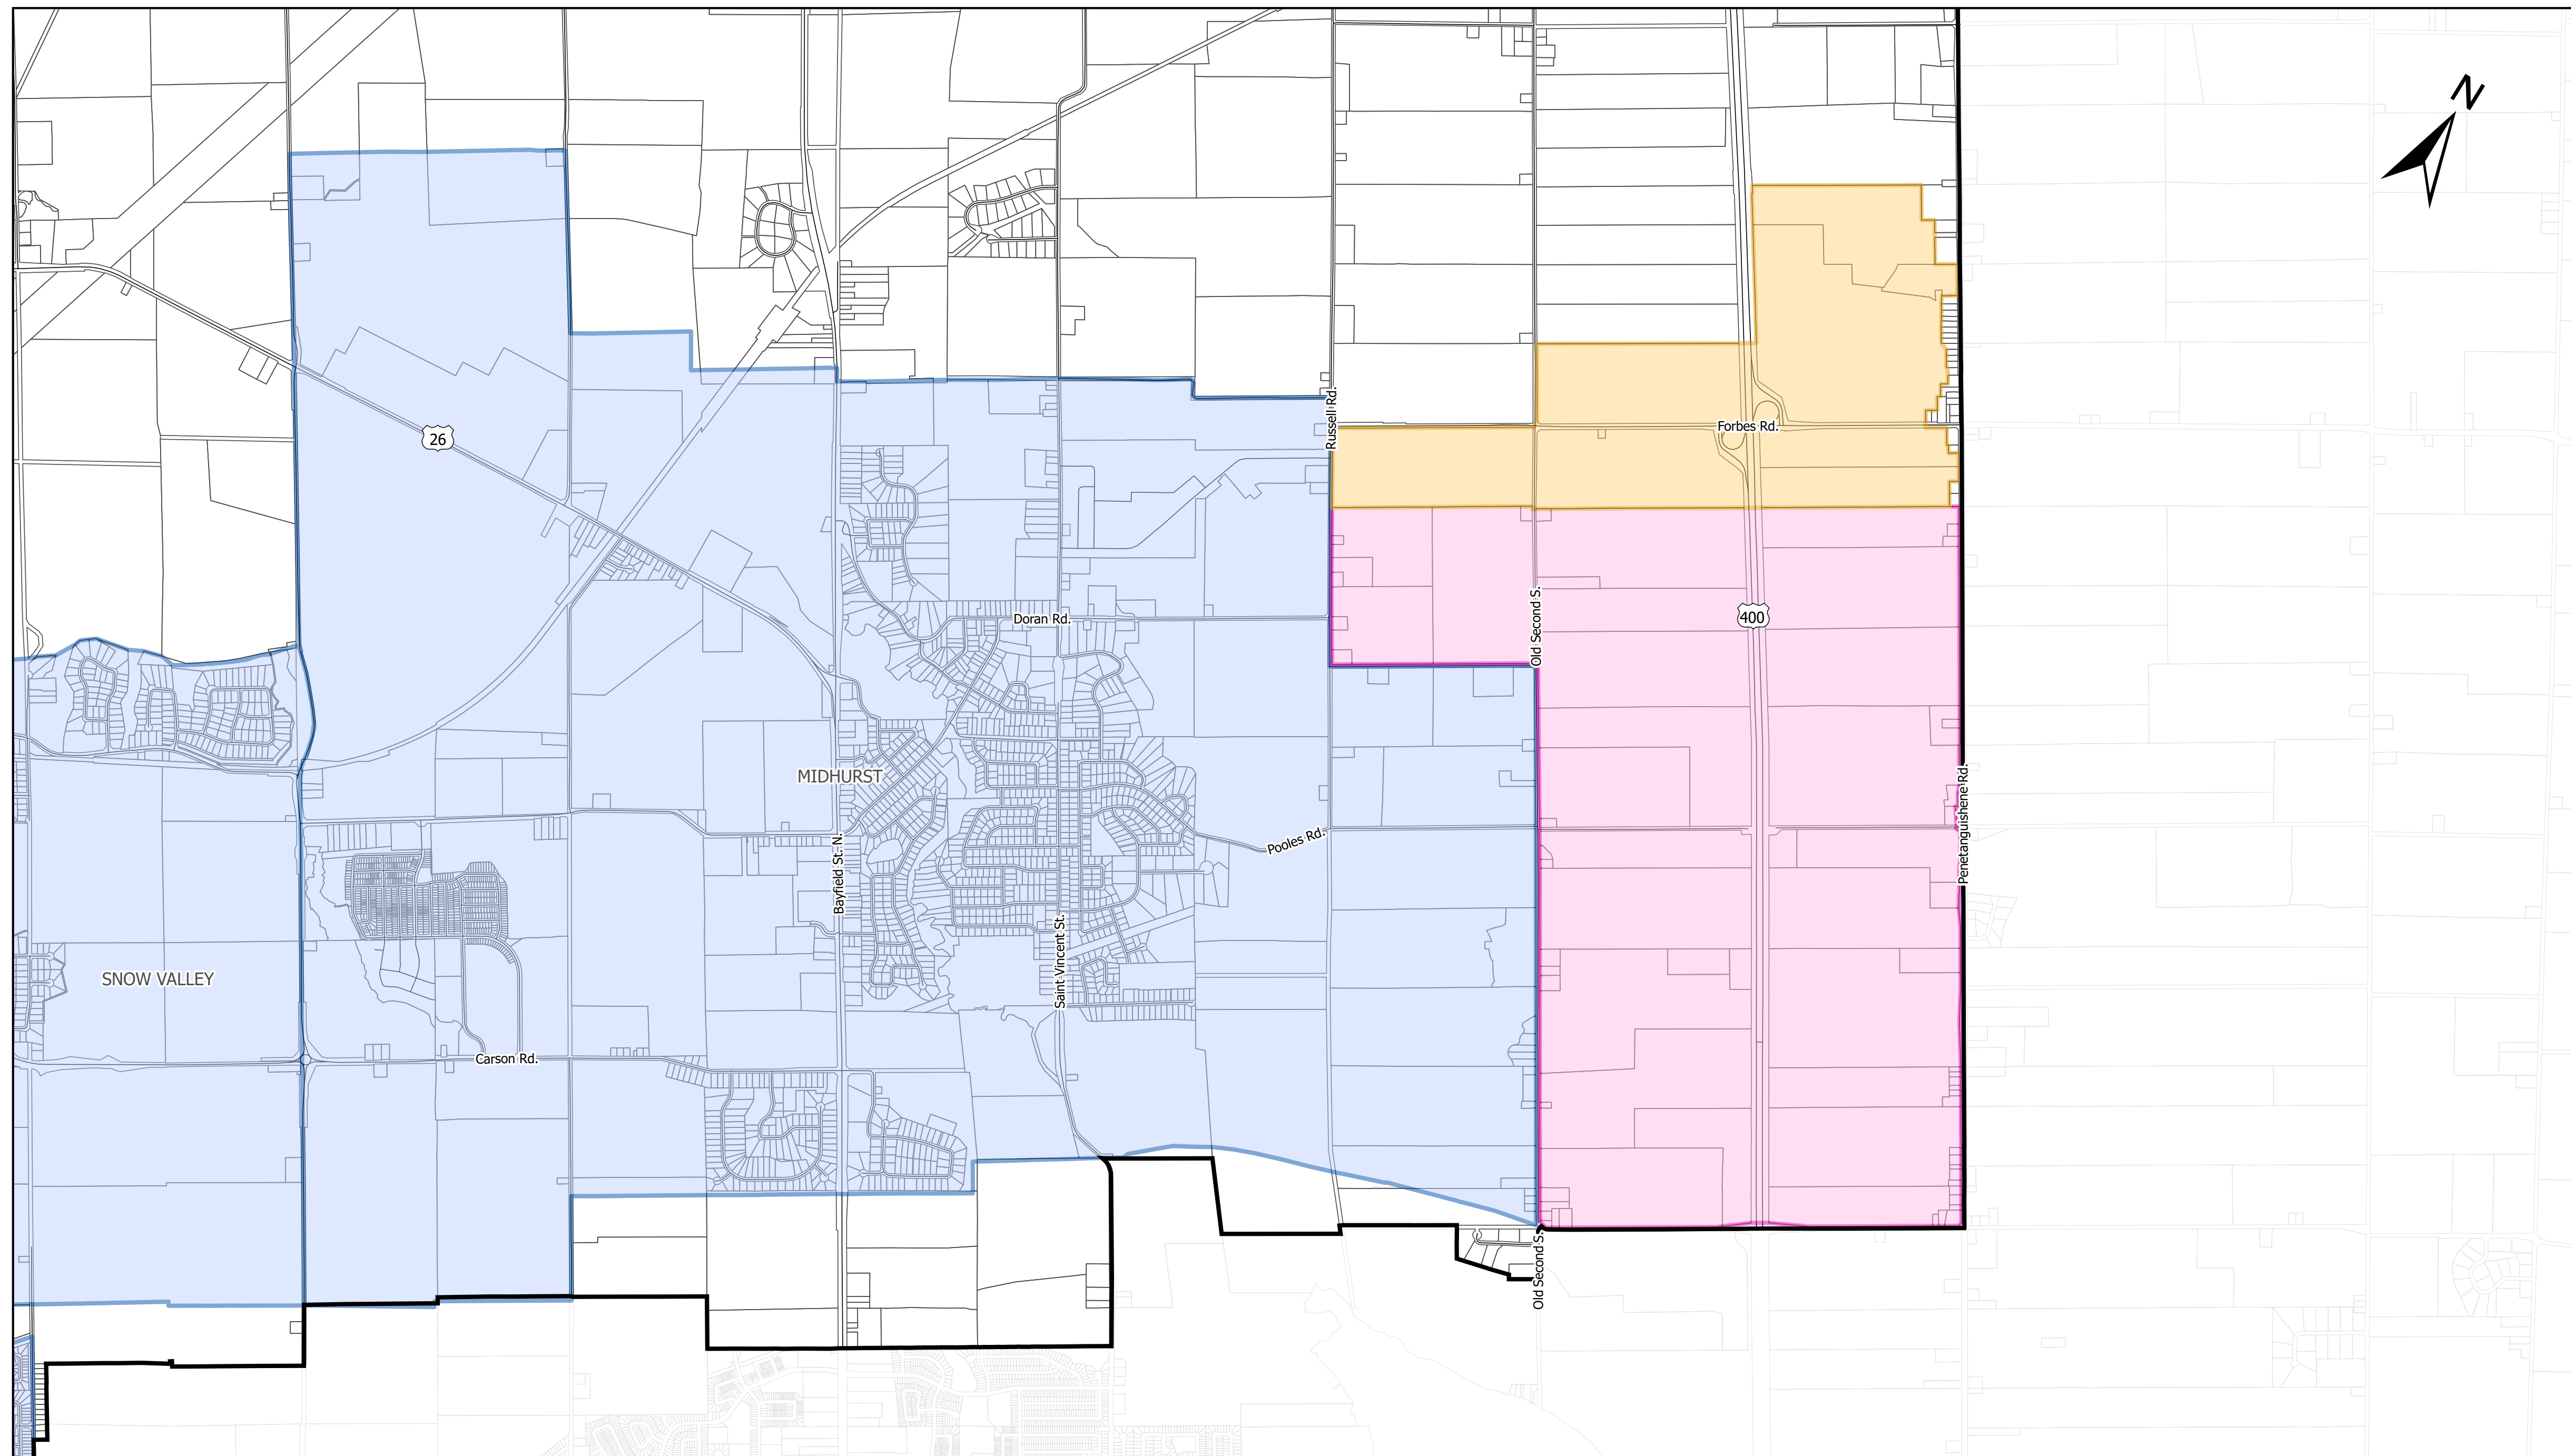 N
Russell Rd.
Forbes Rd.
26
Old Second S.
400
Doran Rd.
MIDHURST
Penetanguishene Rd.
Pooles Rd.
Bayfield St. N.
Saint Vincent St.
SNOW VALLEY
Carson Rd.
Old Second S.